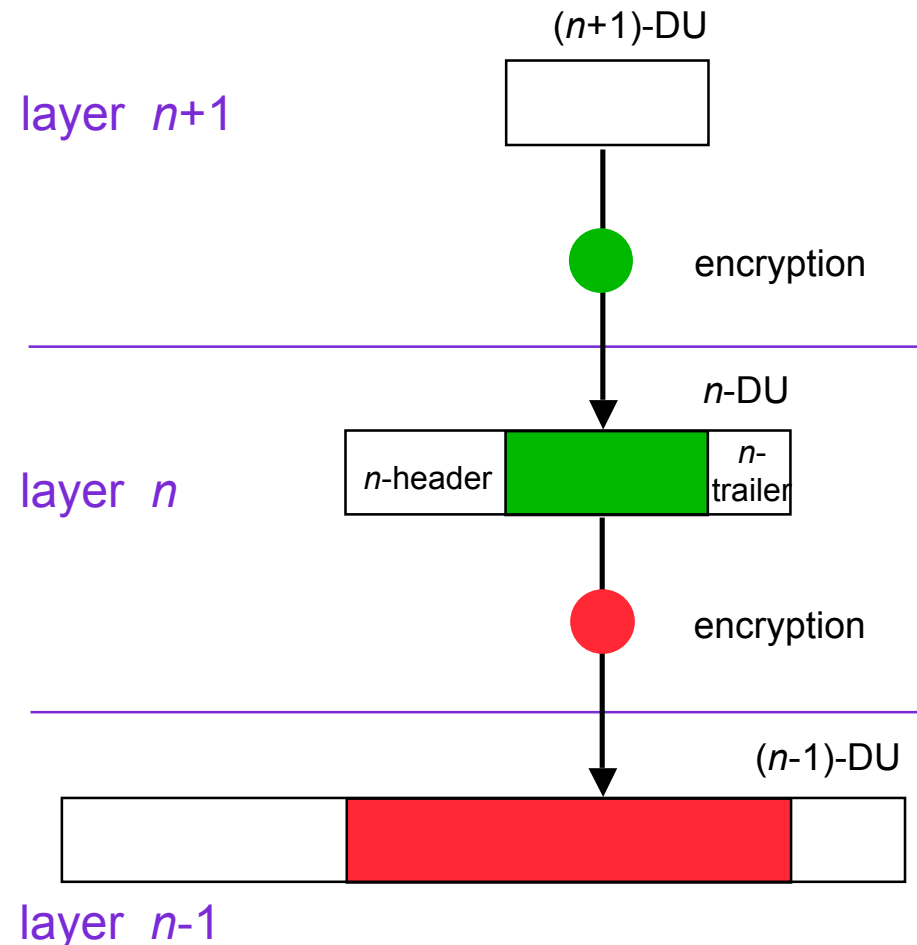 (n+1)-DU
layer n+1
encryption
n-DU
n-header
n-
trailer
layer n
encryption
(n-1)-DU
layer n-1